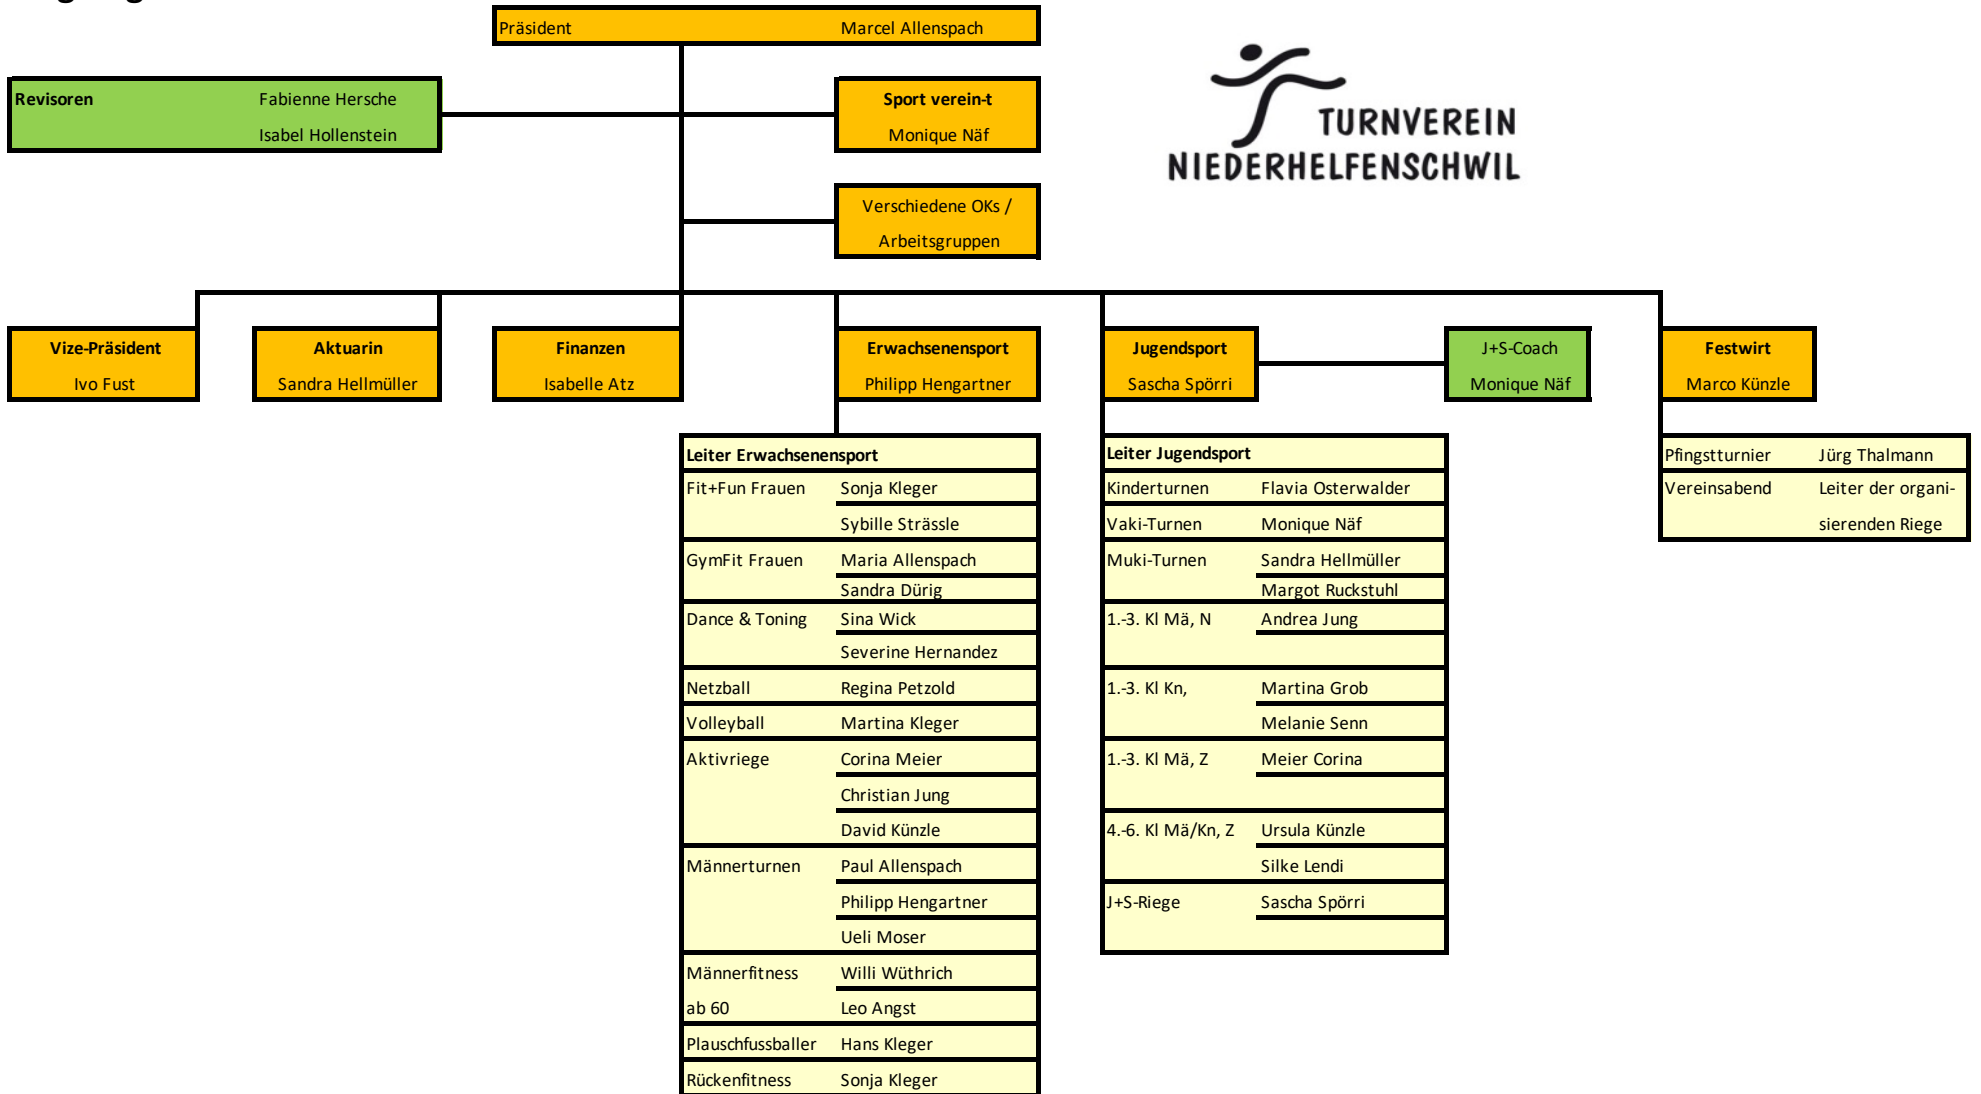 Präsident Marcel Allenspach
Revisoren Fabienne Hersche
Isabel Hollenstein
Sport verein-t
Monique Näf
TURNVEREIN
NIEDERHELFENSCHWIL
Verschiedene OKs /
Arbeitsgruppen
Vize-Präsident
Ivo Fust
Aktuarin
Sandra Hellmüller
Finanzen
Isabelle Atz
Erwachsenensport
Philipp Hengartner
Jugendsport
Sascha Spörri
J+S-Coach
Monique Näf
Festwirt
Marco Künzle
Leiter Erwachsenensport
Fit+Fun Frauen Sonja Kleger
Sybille Strässle
GymFit Frauen Maria Allenspach
Sandra Dürig
Dance & Toning Sina Wick
Severine Hernandez
Netzball Regina Petzold
Volleyball Martina Kleger
Aktivriege Corina Meier
Christian Jung
David Künzle
Männerturnen Paul Allenspach
Philipp Hengartner
Ueli Moser
Männerfitness Willi Wüthrich
ab 60 Leo Angst
Plauschfussballer Hans Kleger
Rückenfitness Sonja Kleger
Leiter Jugendsport
Kinderturnen Flavia Osterwalder
Vaki-Turnen Monique Näf
Muki-Turnen Sandra Hellmüller
Margot Ruckstuhl
1.-3. Kl Mä, N Andrea Jung
1.-3. Kl Kn, Martina Grob
Melanie Senn
1.-3. Kl Mä, Z Meier Corina
4.-6. Kl Mä/Kn, Z Ursula Künzle
Silke Lendi
J+S-Riege Sascha Spörri
Pfingstturnier Jürg Thalmann
Vereinsabend Leiter der organi-
sierenden Riege